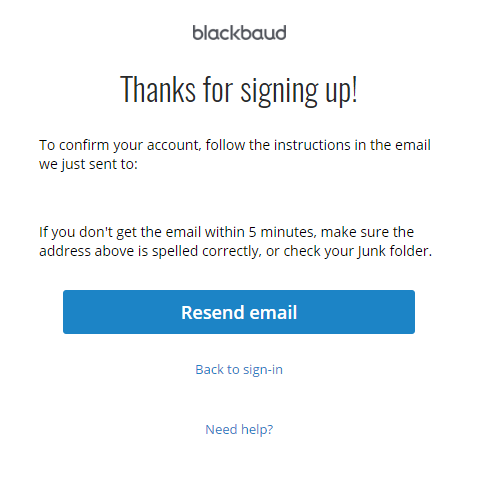 blackbaud
Thanks for signing up!
To confirm your account, follow the instructions in the email
we just sent to:
If you don't get the email within 5 minutes, make sure the
address above is spelled correctly, or check your Junk folder.
Resend email
Back to sign-in
Need help?